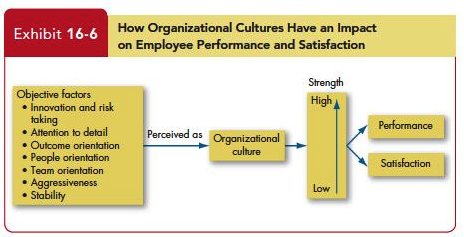 Exhibit 16-6
How Organizational Cultures Have an Impact
on Employee Performance and Satisfaction
Objective factors
• Innovation and risk
taking
• Attention to detail
• Outcome orientation
• People orientation
• Team orientation
• Aggressiveness
• Stability
Perceived as
Organizational
culture
Strength
High
Low
Performance
Satisfaction